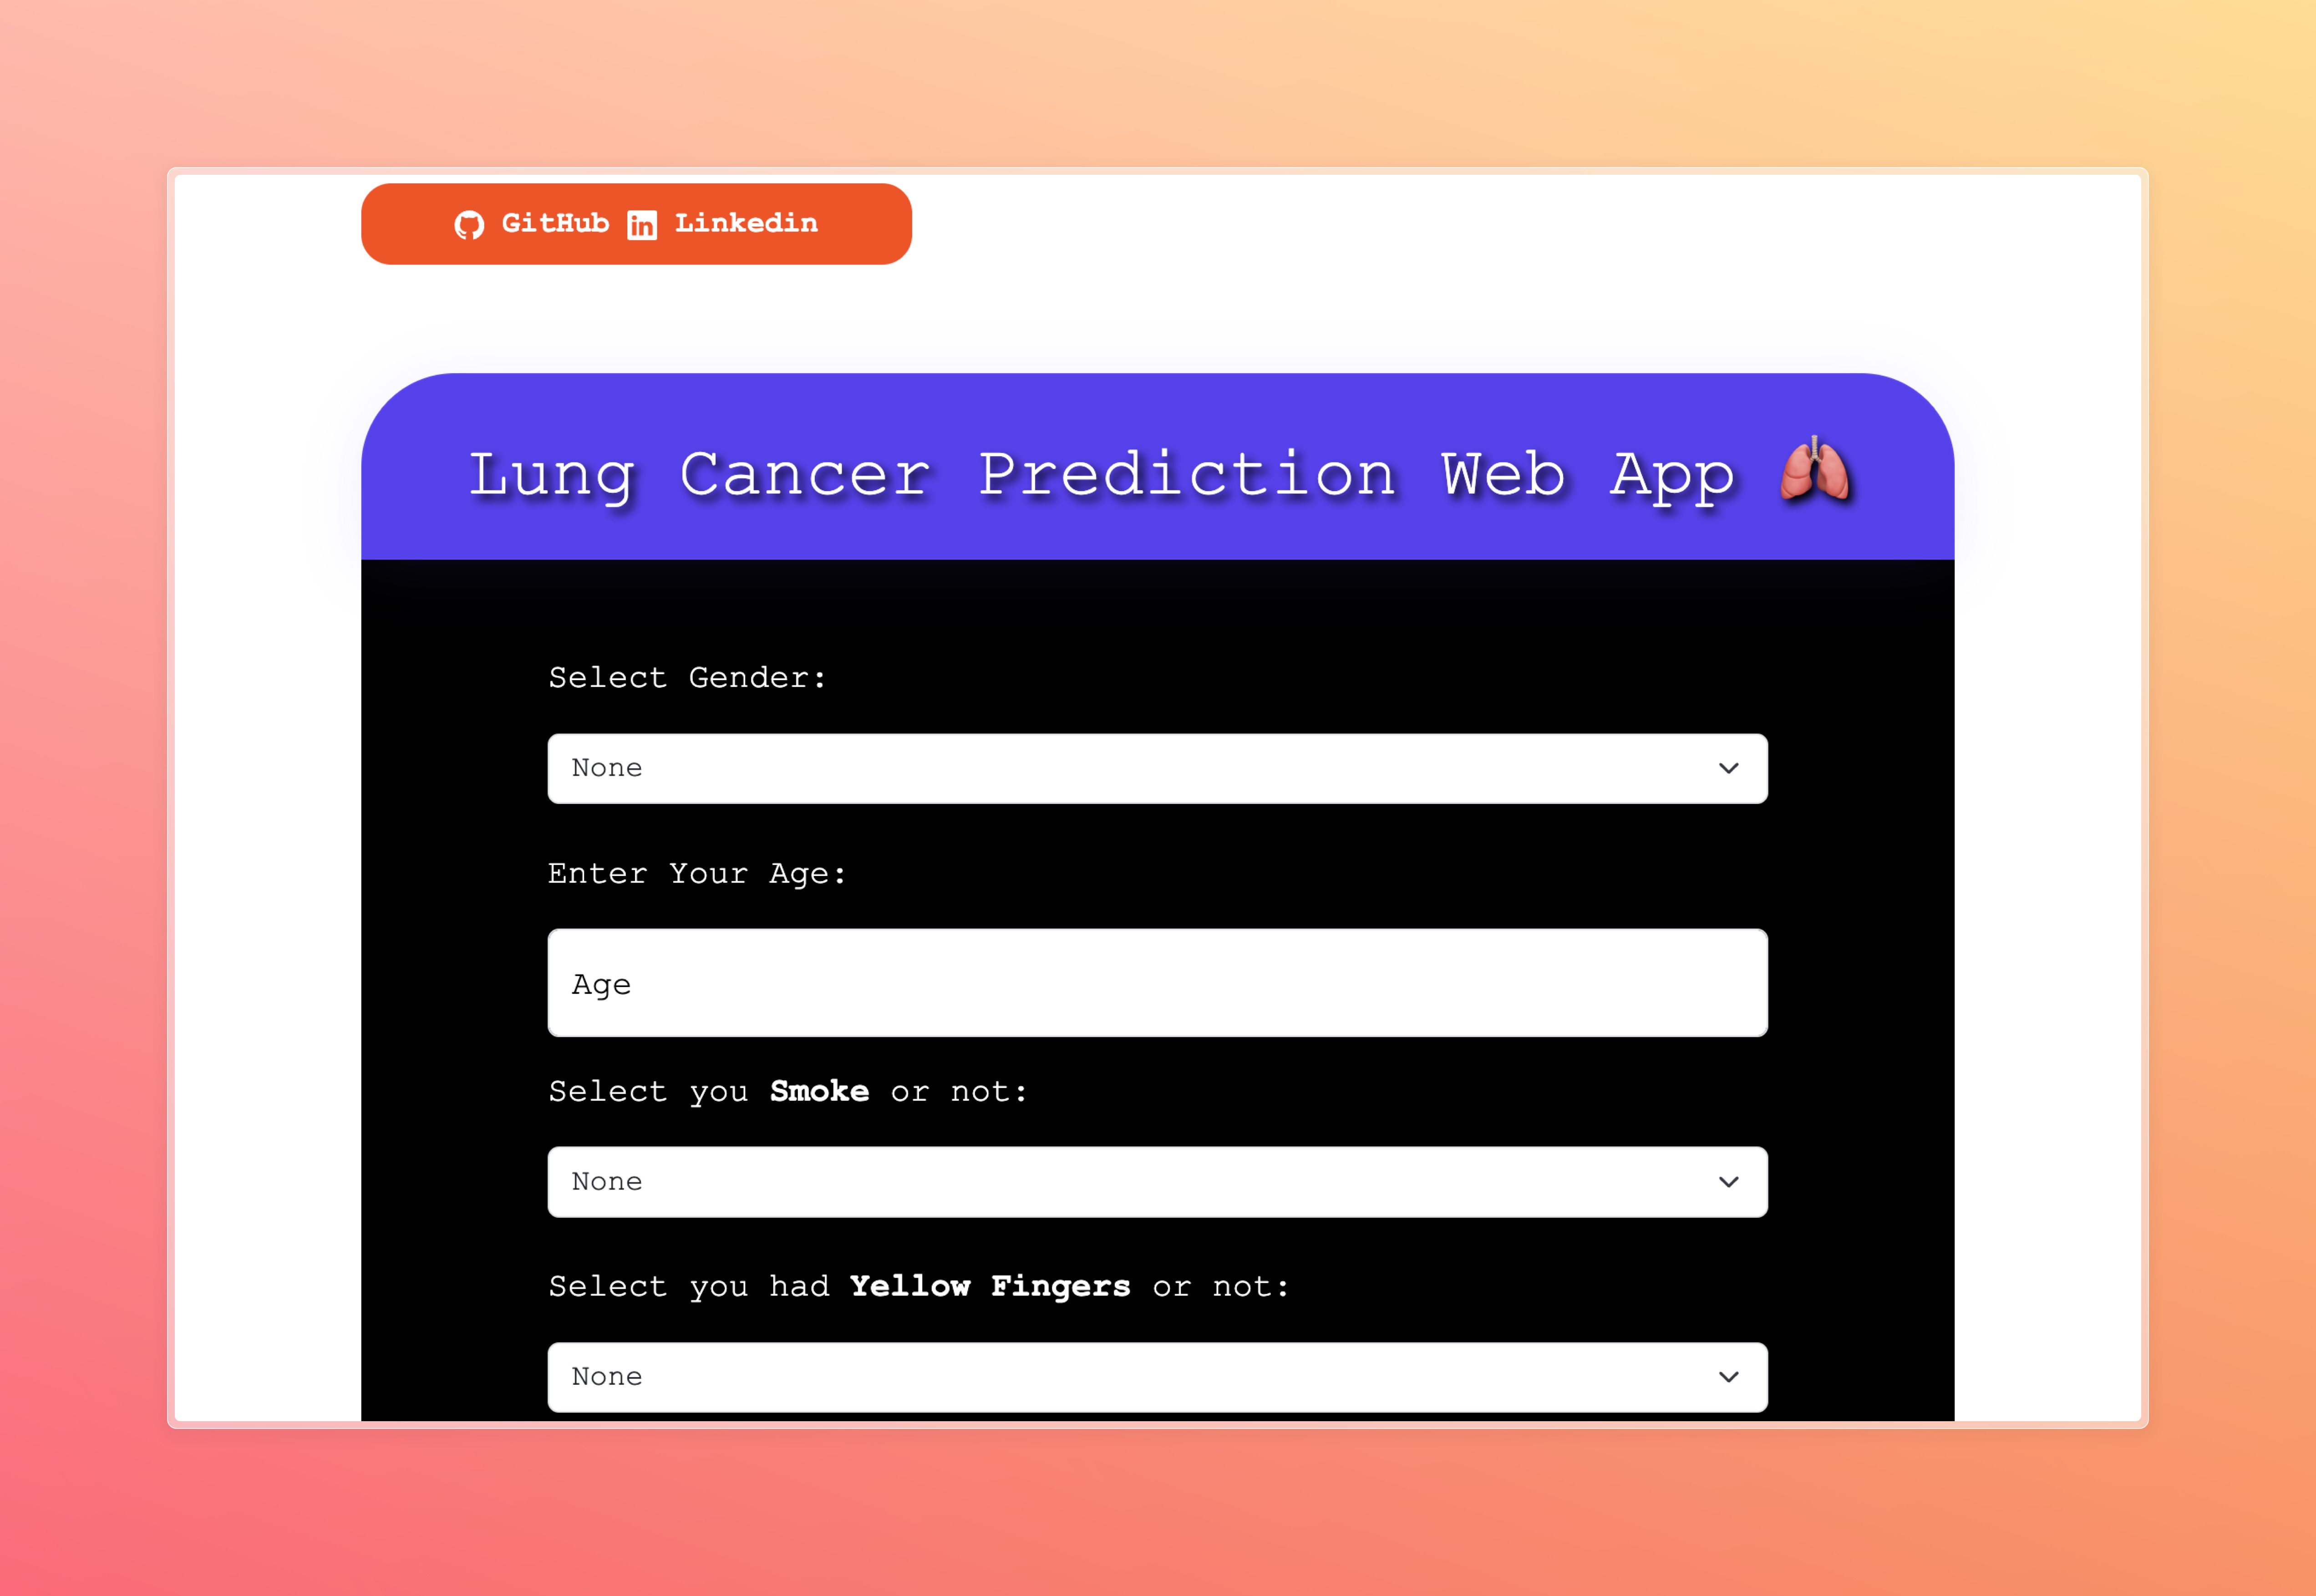 GitHub Linkedin
Lung Cancer Prediction Web App 🫁
Select Gender:
None
Enter Your Age:
Age
Select you Smoke or not:
None
Select you had Yellow Fingers or not:
None